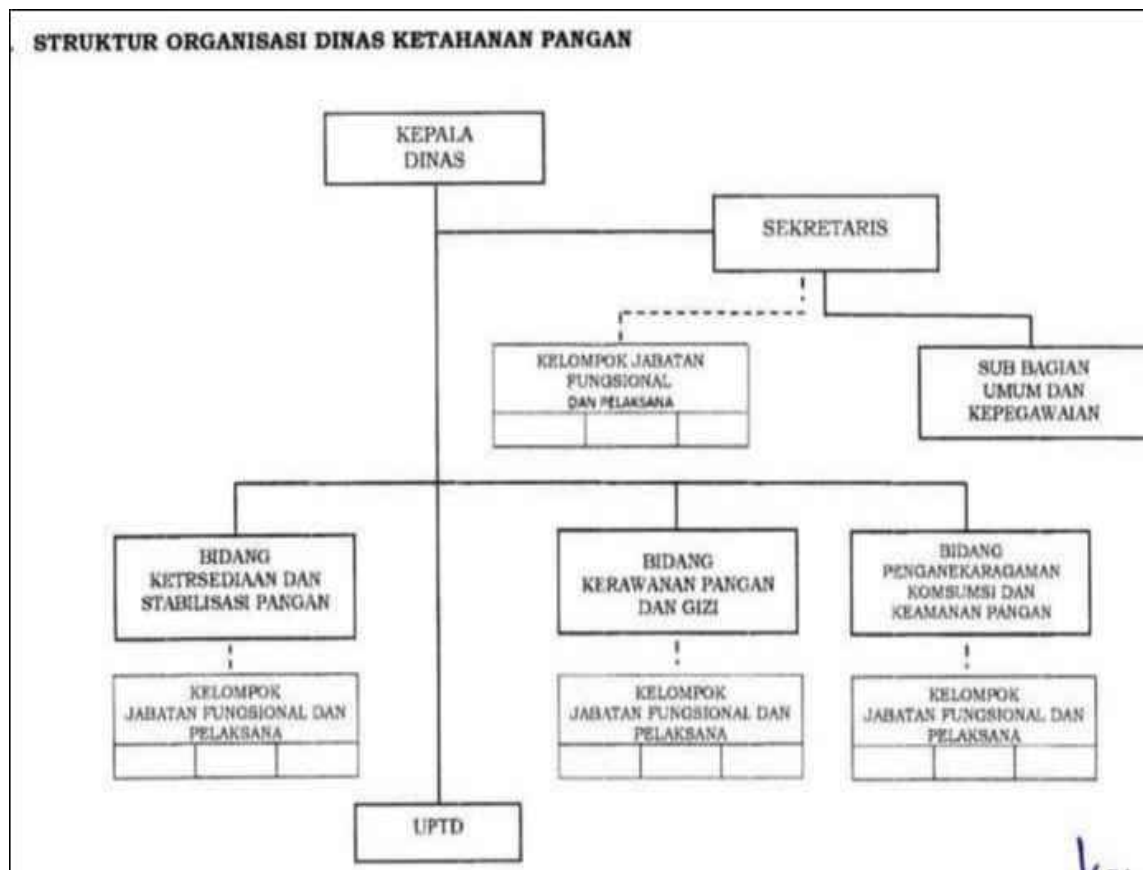 STRUKTUR ORGANISASI DINAS KETAHANAN PANGAN
KEPALA
DINAS
SEKRETARIS
KELOMPOK JABATAN
FUNGSIONAL
DAN PELAKSANA
SUB BAGIAN
UMUM DAN
KEPEGAWAIAN
BIDANG
KETRSEDIAAN DAN
STABILISASI PANGAN
BIDANG
KERAWANAN PANGAN
DAN GIZI
BIDANG
PENGANEKARAGAMAN
KOMSUMSI DAN
KEAMANAN PANGAN
KELOMPOK
JABATAN FUNGSIONAL DAN
PELAKSANA
KELOMPOK
JABATAN FUNGSIONAL DAN
PELAKSANA
KELOMPOK
JABATAN FUNGSIONAL DAN
PELAKSANA
UPTD